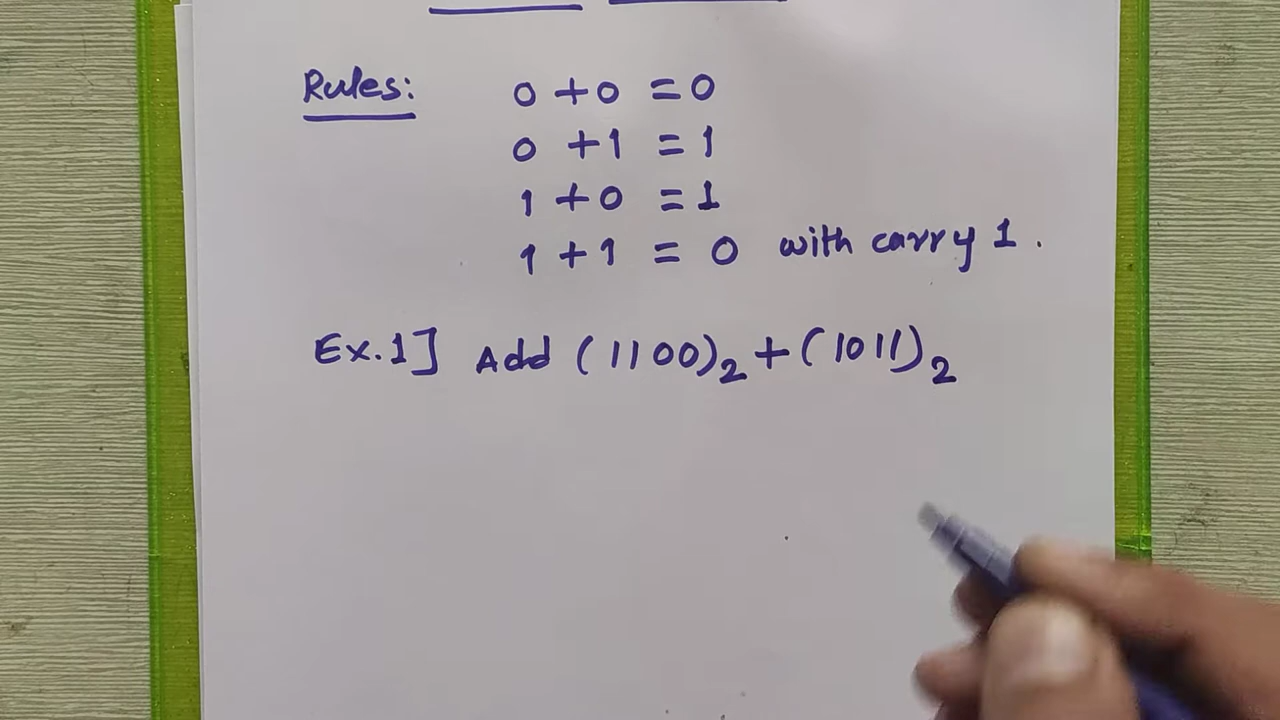 Rules: 0 + 0 = 0
0 + 1 = 1
1 + 0 = 1
1 + 1 = 0 with carry 1.
Ex.1] Add (1100)₂ + (1011)₂